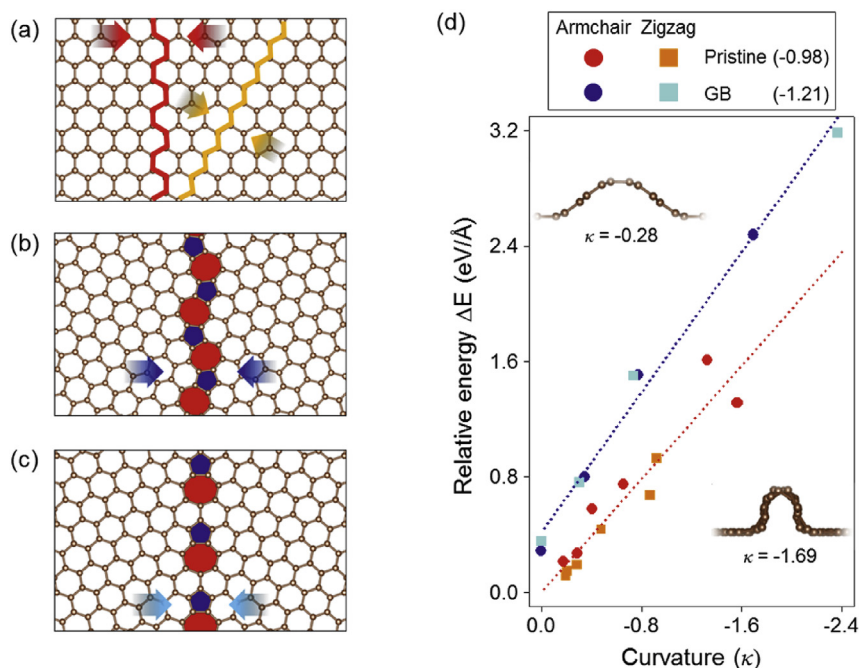 (a)
(b)
(c)
(d)
Armchair Zigzag
Pristine (-0.98)
GB (-1.21)
Relative energy ΔE (eV/Å)
3.2
2.4
1.6
0.8
0.0
κ = -0.28
κ = -1.69
0.0 -0.8 -1.6 -2.4
Curvature (κ)